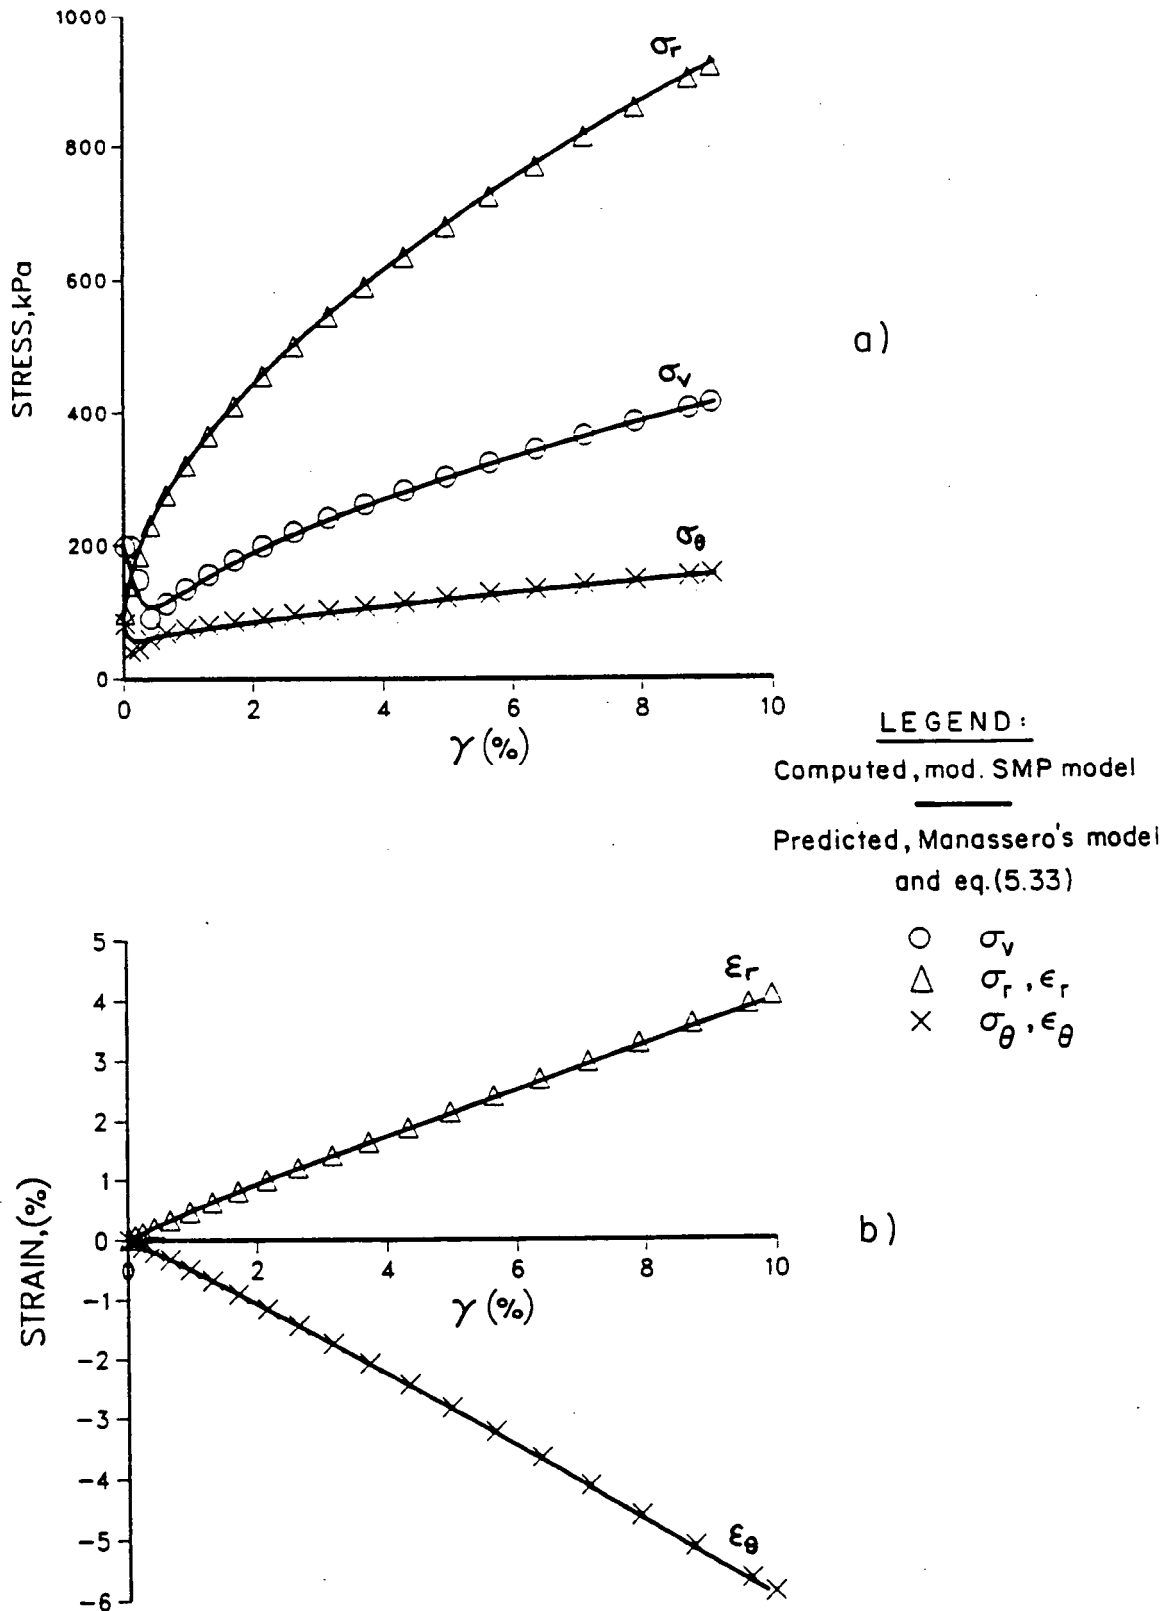 1000
800
600
400
200
0
STRESS,kPa
σr
σv
σθ
a)
0 2 4 6 8 10
γ (%)
LEGEND:
Computed, mod. SMP model
Predicted, Manassero's model
and eq.(5.33)
σv
σr , ϵr
σθ , ϵθ
5
4
3
2
1
0
-1
-2
-3
-4
-5
-6
STRAIN,(%)
εr
εθ
b)
0 2 4 6 8 10
γ (%)